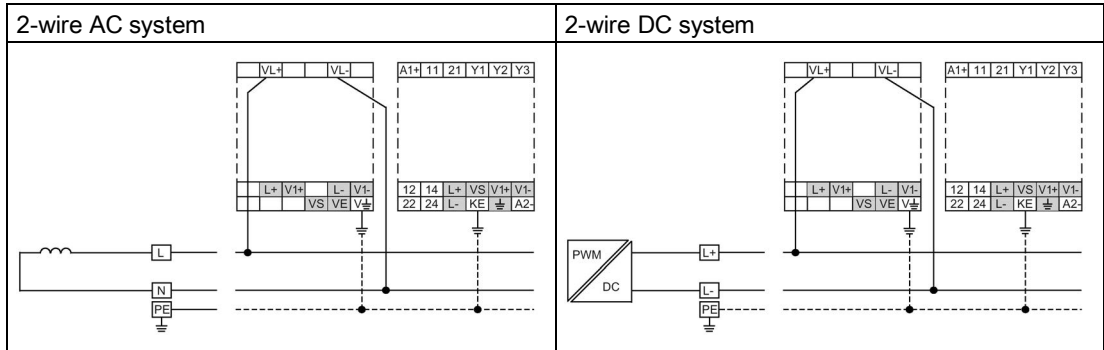 2-wire AC system
2-wire DC system
VL+ VL-
A1+ 11 21 Y1 Y2 Y3
L+ V1+ L- V1-
VS VE V⏚
12 14 L+ VS V1+ V1-
22 24 L- KE ⏚ A2-
L
N
PE
VL+ VL-
A1+ 11 21 Y1 Y2 Y3
L+ V1+ L- V1-
VS VE V⏚
12 14 L+ VS V1+ V1-
22 24 L- KE ⏚ A2-
PWM
DC
L+
L-
PE